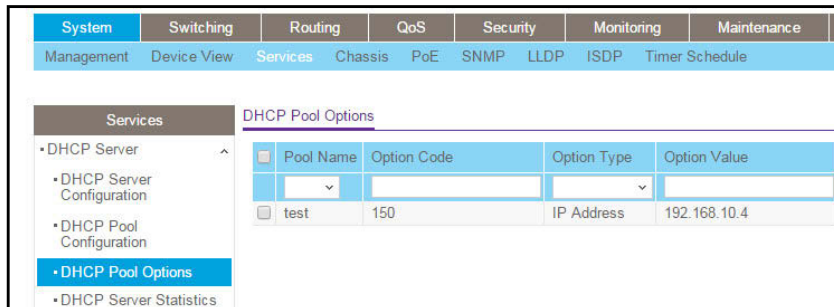 System Switching Routing QoS Security Monitoring Maintenance
Management Device View Services Chassis PoE SNMP LLDP ISDP Timer Schedule
Services
DHCP Server
DHCP Server
Configuration
DHCP Pool
Configuration
DHCP Pool Options
DHCP Server Statistics
DHCP Pool Options
Pool Name Option Code Option Type Option Value
test 150 IP Address 192.168.10.4